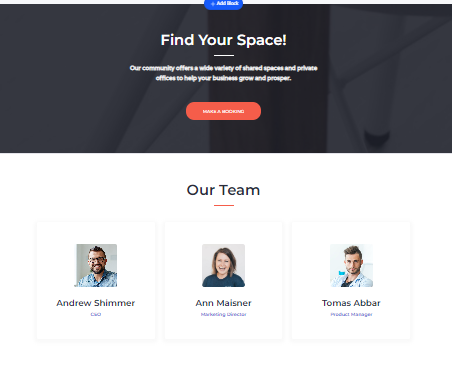 + Add Block
Find Your Space!
Our community offers a wide variety of shared spaces and private
offices to help your business grow and prosper.
MAKE A BOOKING
Our Team
Andrew Shimmer
CEO
Ann Maisner
Marketing Director
Tomas Abbar
Product Manager